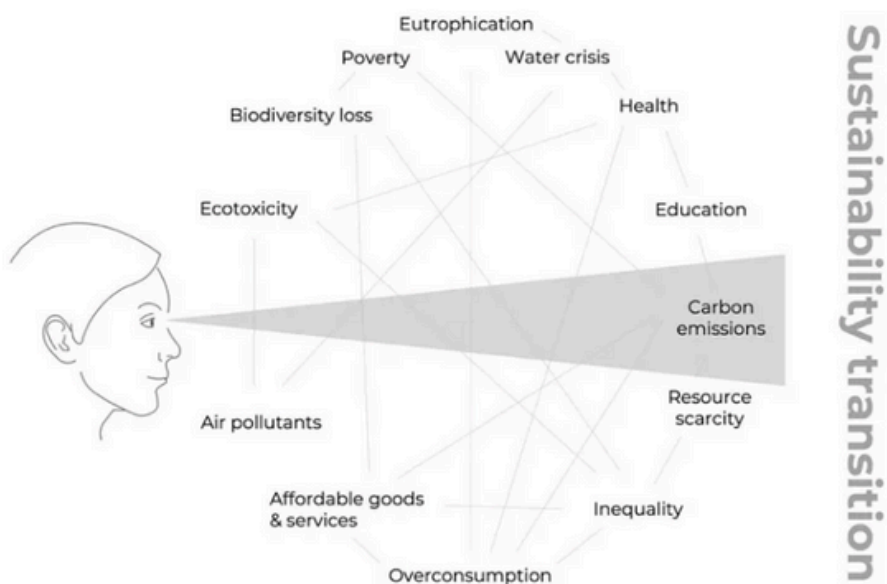 Eutrophication
Poverty
Water crisis
Health
Biodiversity loss
Ecotoxicity
Education
Carbon
emissions
Resource
scarcity
Air pollutants
Affordable goods
& services
Inequality
Overconsumption
Sustainability transition